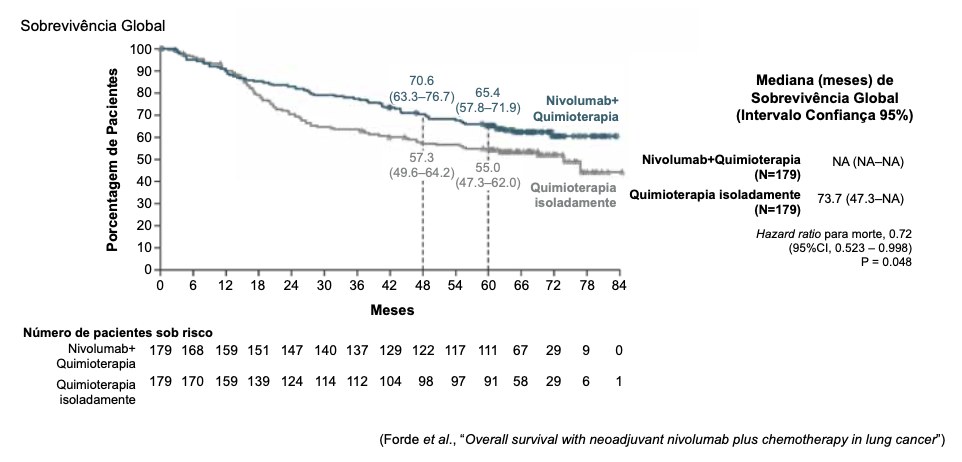 Sobrevivência Global
100
90
80
70
60
50
40
30
20
10
0
Porcentagem de Pacientes
70.6
(63.3–76.7)
65.4
(57.8–71.9)
Nivolumab+
Quimioterapia
57.3
(49.6–64.2)
55.0
(47.3–62.0)
Quimioterapia
isoladamente
0 6 12 18 24 30 36 42 48 54 60 66 72 78 84
Meses
Mediana (meses) de
Sobrevivência Global
(Intervalo Confiança 95%)
Nivolumab+Quimioterapia NA (NA–NA)
(N=179)
Quimioterapia isoladamente 73.7 (47.3–NA)
(N=179)
Hazard ratio para morte, 0.72
(95%CI, 0.523 – 0.998)
P = 0.048
Número de pacientes sob risco
Nivolumab+ 179 168 159 151 147 140 137 129 122 117 111 67 29 9 0
Quimioterapia
Quimioterapia 179 170 159 139 124 114 112 104 98 97 91 58 29 6 1
isoladamente
(Forde et al., “Overall survival with neoadjuvant nivolumab plus chemotherapy in lung cancer”)